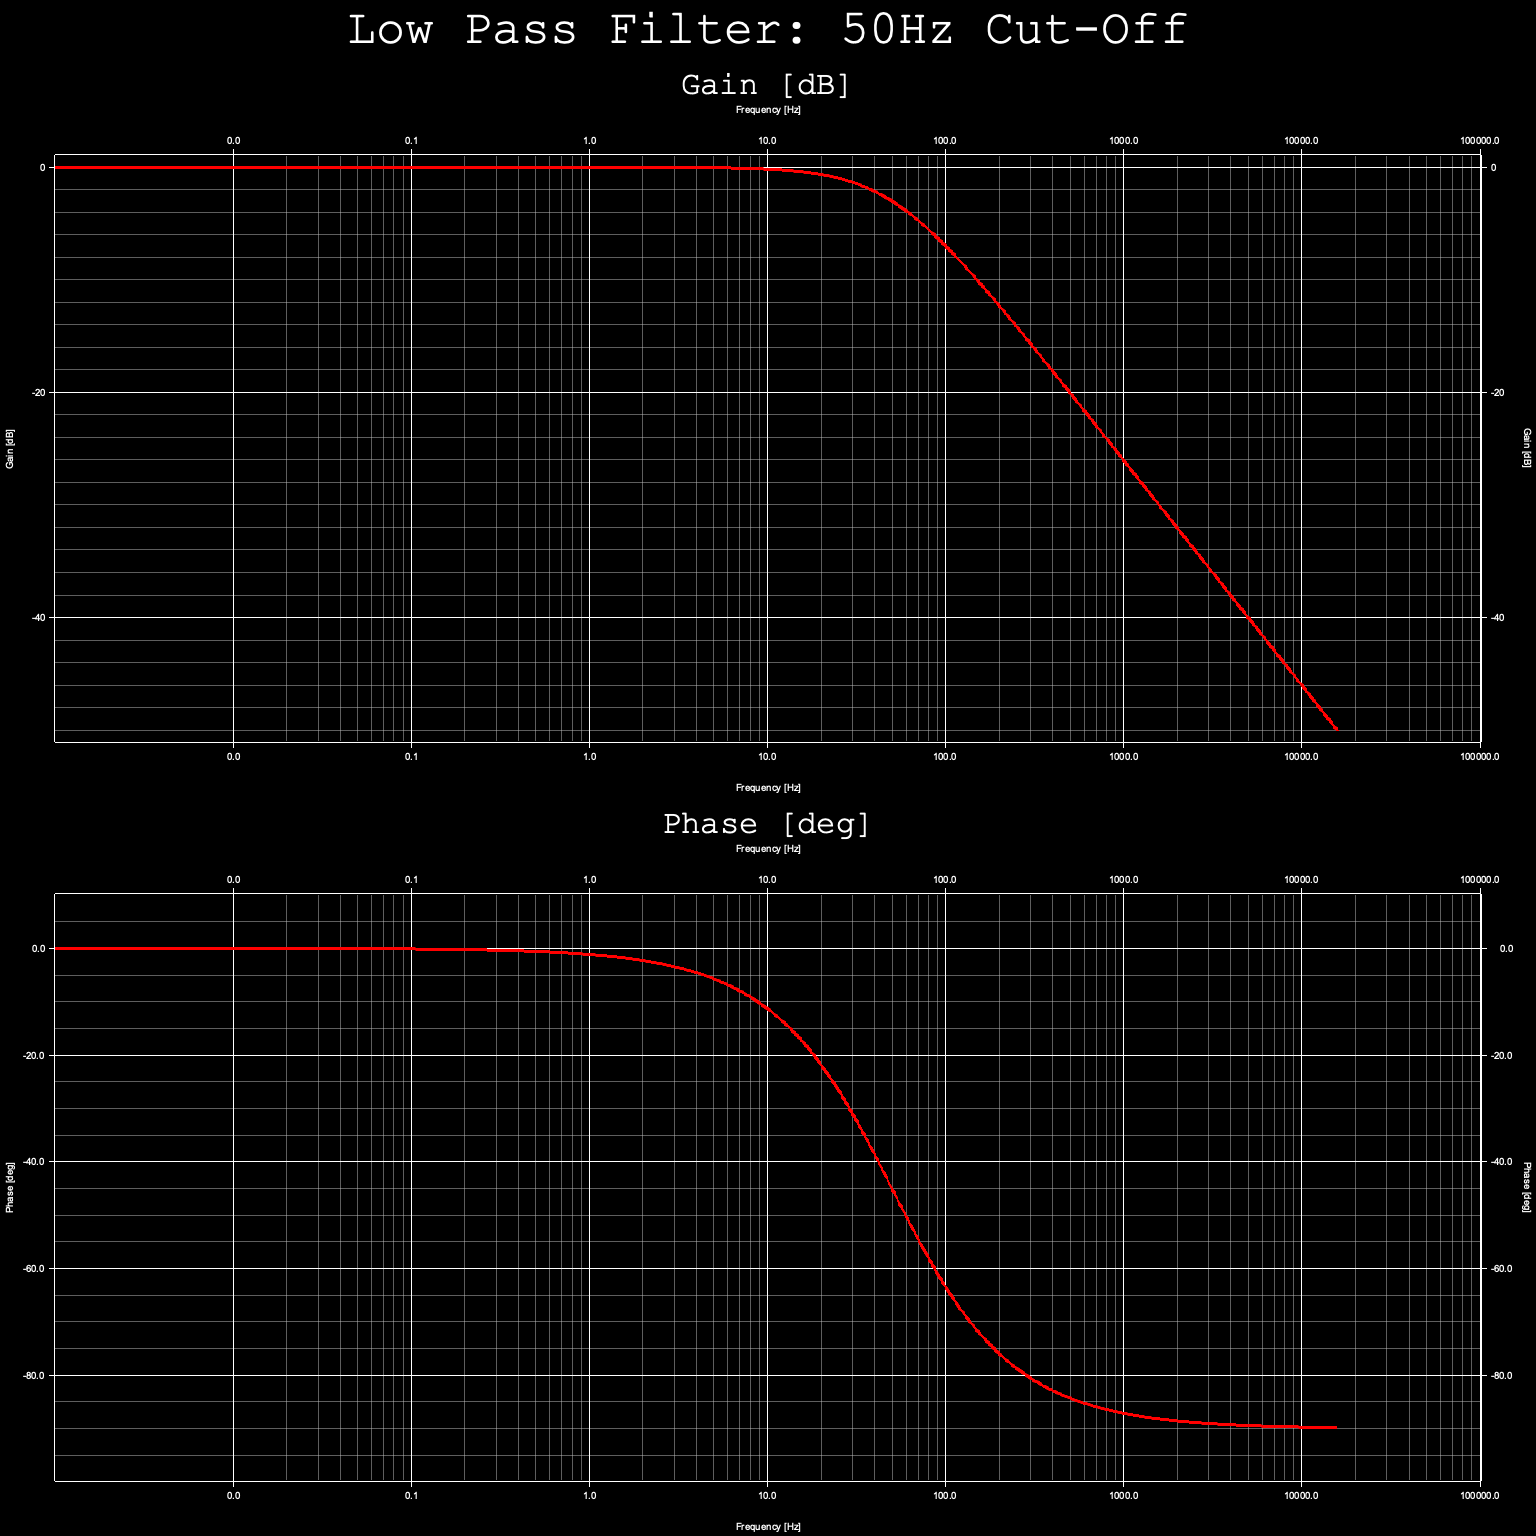 Low Pass Filter: 50Hz Cut-Off
Gain [dB]
Frequency [Hz]
0.0 0.1 1.0 10.0 100.0 1000.0 10000.0 100000.0
0 0
-20 -20
Gain [dB] Gain [dB]
-40 -40
0.0 0.1 1.0 10.0 100.0 1000.0 10000.0 100000.0
Frequency [Hz]
Phase [deg]
Frequency [Hz]
0.0 0.1 1.0 10.0 100.0 1000.0 10000.0 100000.0
0.0 0.0
-20.0 -20.0
-40.0 -40.0
Phase [deg] Phase [deg]
-60.0 -60.0
-80.0 -80.0
0.0 0.1 1.0 10.0 100.0 1000.0 10000.0 100000.0
Frequency [Hz]